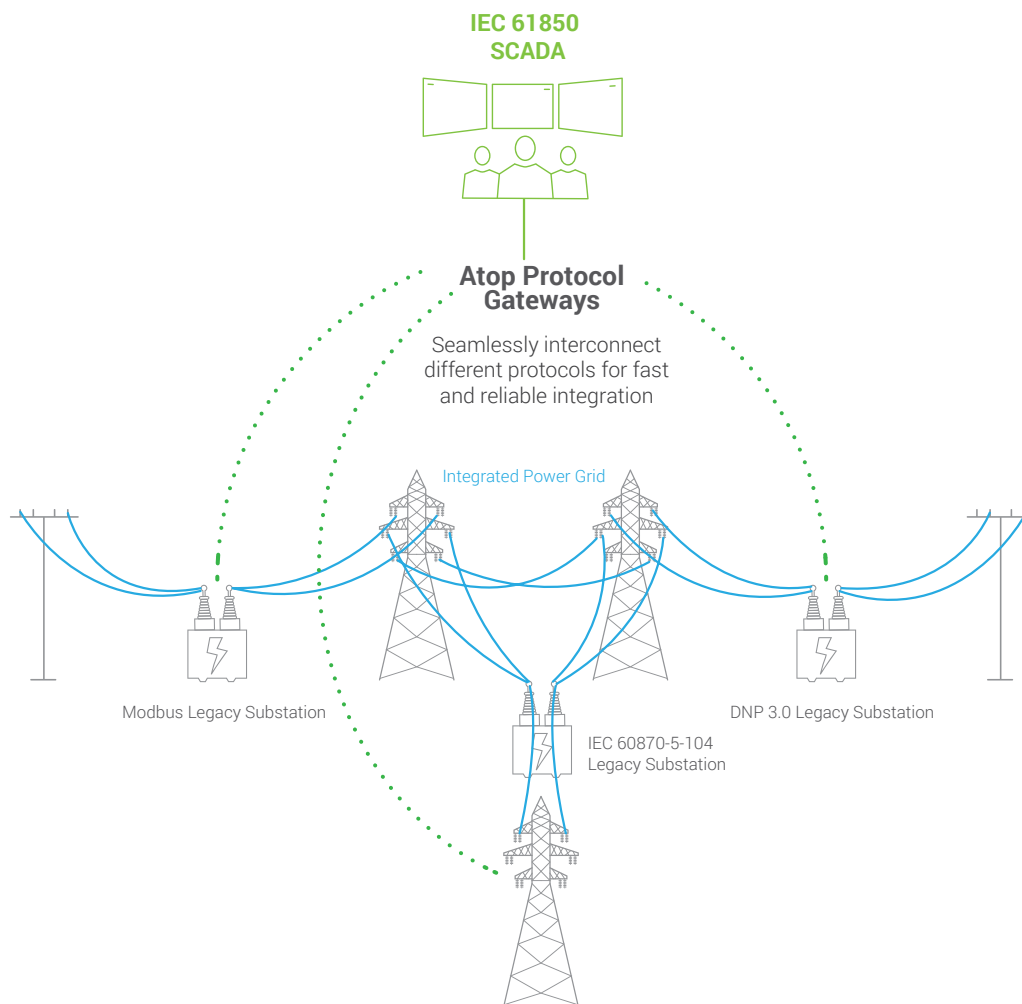 IEC 61850
SCADA
Atop Protocol
Gateways
Seamlessly interconnect
different protocols for fast
and reliable integration
Integrated Power Grid
Modbus Legacy Substation
DNP 3.0 Legacy Substation
IEC 60870-5-104
Legacy Substation